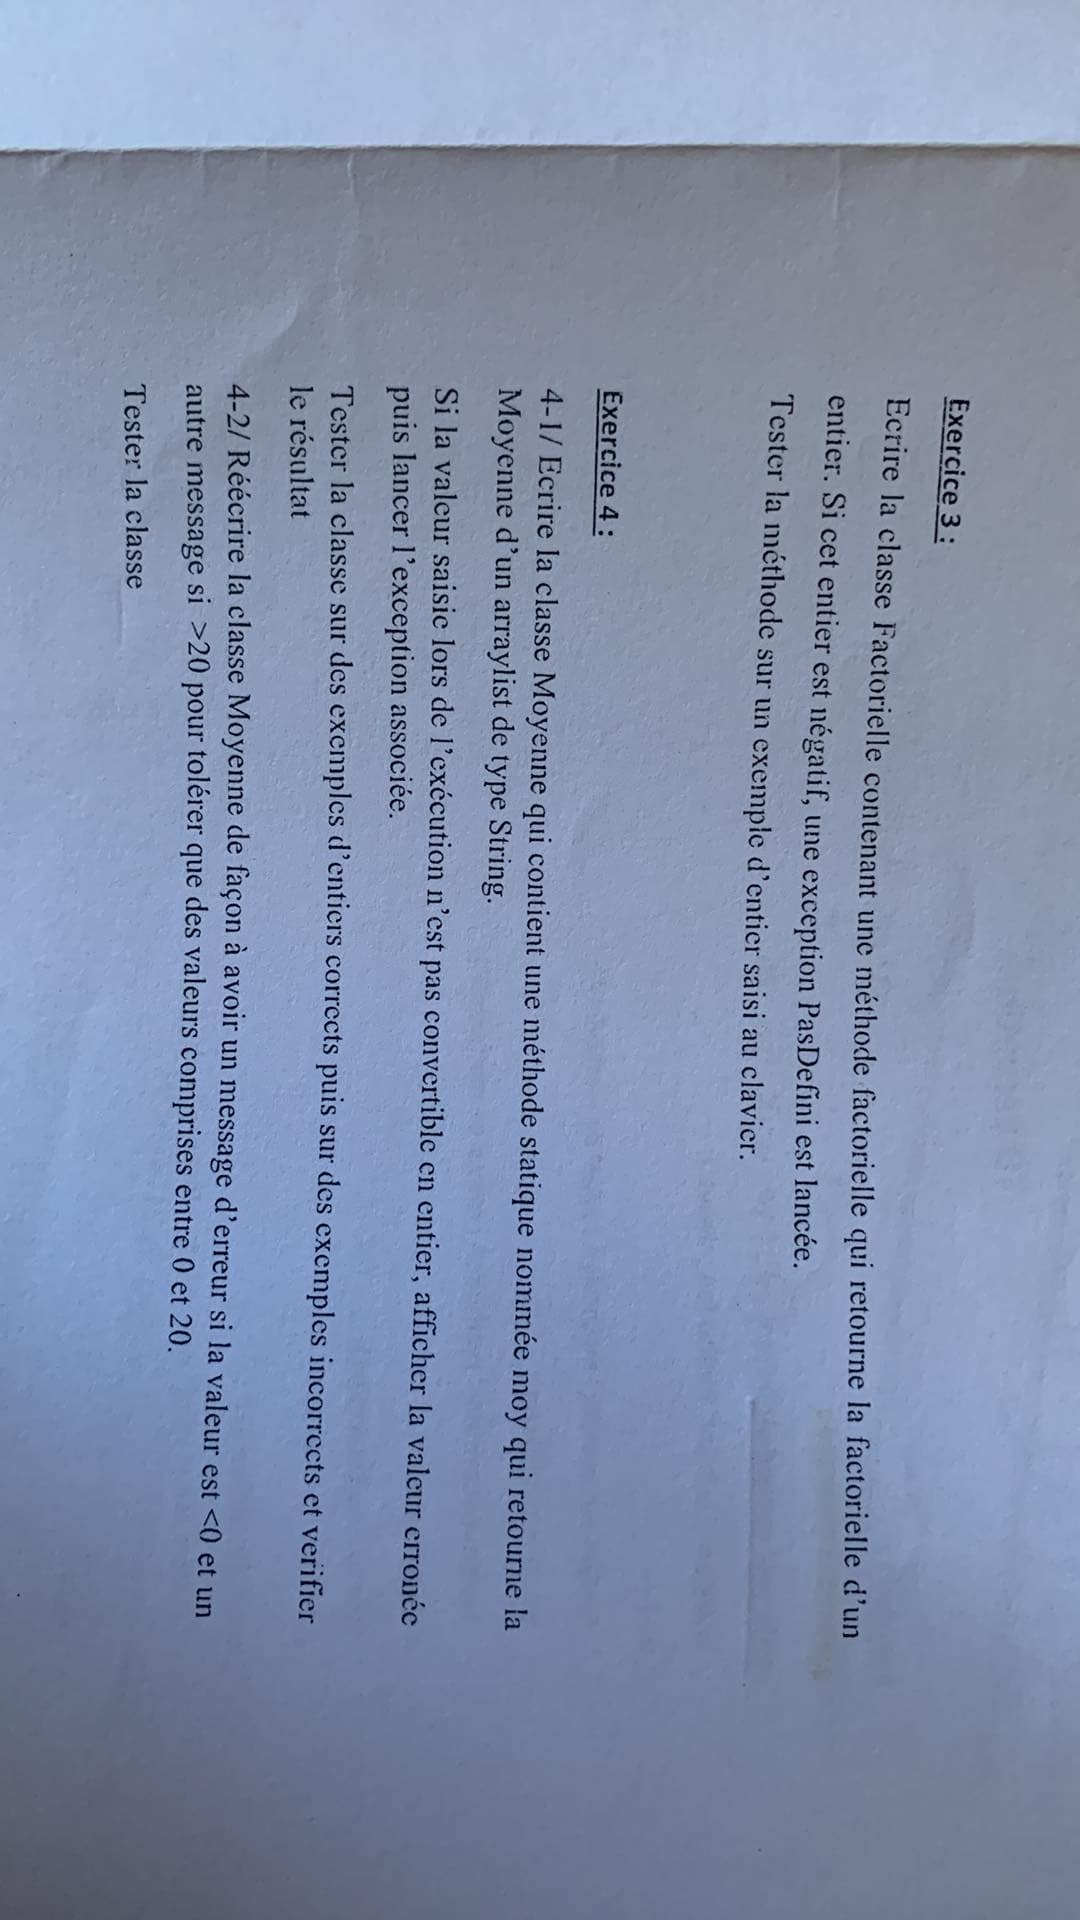 Exercice 3 :
Ecrire la classe Factorielle contenant une méthode factorielle qui retourne la factorielle d'un
entier. Si cet entier est négatif, une exception PasDefini est lancée.
Tester la méthode sur un exemple d'entier saisi au clavier.
Exercice 4 :
4-1/ Ecrire la classe Moyenne qui contient une méthode statique nommée moy qui retourne la
Moyenne d'un arraylist de type String.
Si la valeur saisie lors de l'exécution n'est pas convertible en entier, afficher la valeur erronée
puis lancer l'exception associée.
Tester la classe sur des exemples d'entiers corrects puis sur des exemples incorrects et verifier
le résultat
4-2/ Réécrire la classe Moyenne de façon à avoir un message d'erreur si la valeur est <0 et un
autre message si >20 pour tolérer que des valeurs comprises entre 0 et 20.
Tester la classe